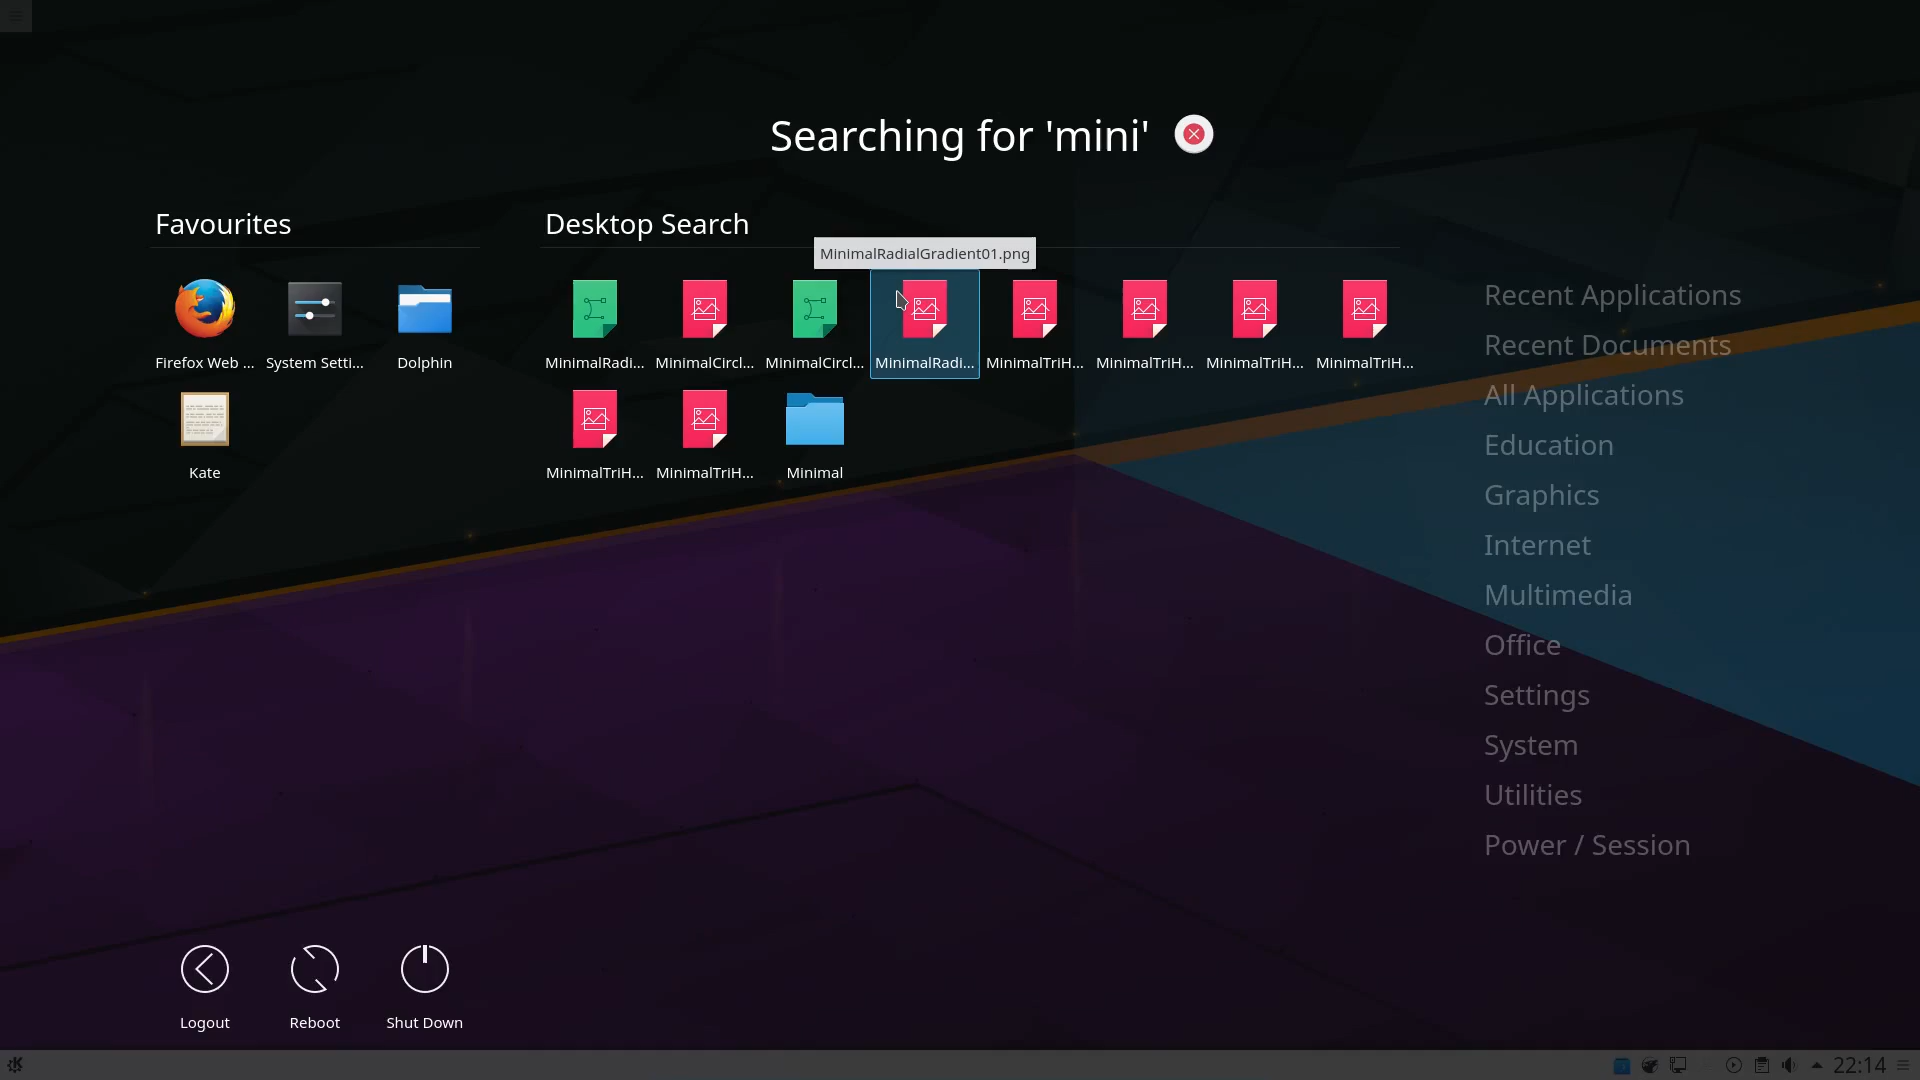 Searching for 'mini'
Favourites
Desktop Search
MinimalRadialGradient01.png
Firefox Web ...
System Setti...
Dolphin
Kate
MinimalRadi...
MinimalCircl...
MinimalCircl...
MinimalRadi...
MinimalTriH...
MinimalTriH...
MinimalTriH...
MinimalTriH...
MinimalTriH...
MinimalTriH...
Minimal
Recent Applications
Recent Documents
All Applications
Education
Graphics
Internet
Multimedia
Office
Settings
System
Utilities
Power / Session
Logout
Reboot
Shut Down
22:14